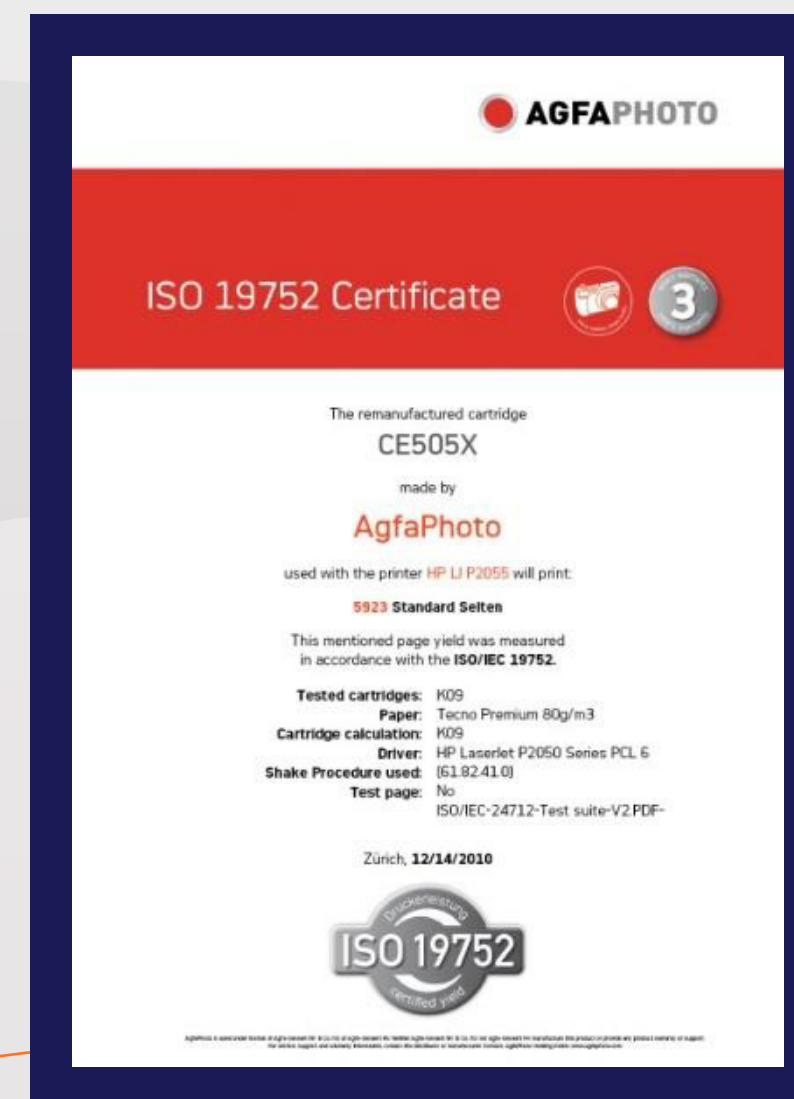 AGFAPHOTO
ISO 19752 Certificate
3
The remanufactured cartridge
CE505X
made by
AgfaPhoto
used with the printer HP LJ P2055 will print:
5923 Standard Seiten
This mentioned page yield was measured
in accordance with the ISO/IEC 19752.
Tested cartridges: K09
Paper: Tecno Premium 80g/m3
Cartridge calculation: K09
Driver: HP LaserJet P2050 Series PCL 6
Shake Procedure used: (61.82.41.0)
Test page: No
ISO/IEC-24712-Test suite-V2.PDF-
Zürich, 12/14/2010
Druckerleistung
ISO 19752
certified yield